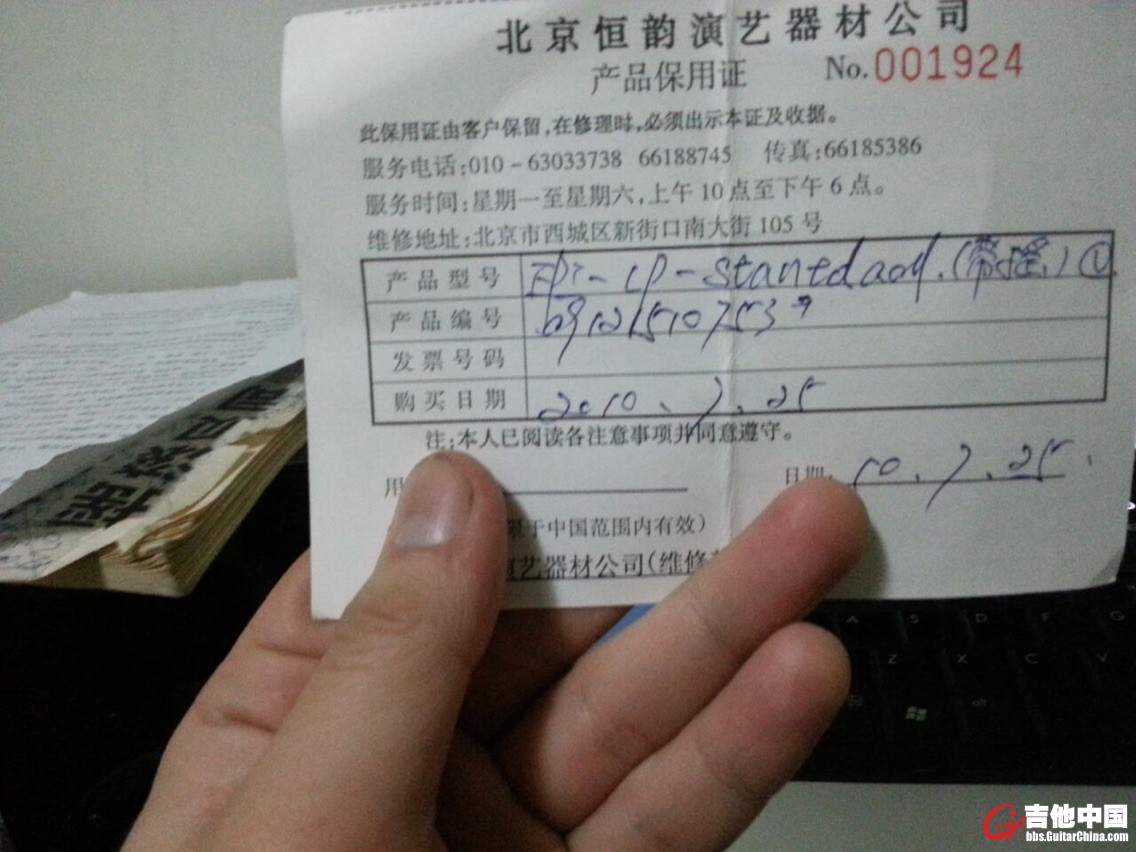 北京恒韵演艺器材公司
产品保用证 No.001924
此保用证由客户保留,在修理时,必须出示本证及收据。
服务电话:010-63033738 66188745 传真:66185386
服务时间:星期一至星期六,上午10点至下午6点。
维修地址:北京市西城区新街口南大街105号
产品型号 EPi-LP-Stantdaod.(带摇)
产品编号
发票号码
购买日期 2010、7、25
注:本人已阅读各注意事项并同意遵守。
用 日期: 10.7.25
限于中国范围内有效)
演艺器材公司(维修
A S D F G
Z X C V
吉他中国
bbs.GuitarChina.com